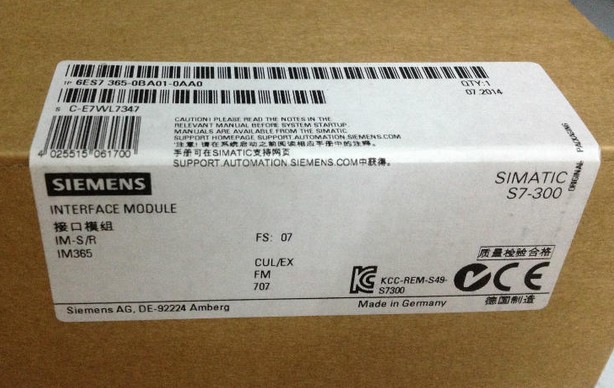 1P 6ES7 365-0BA01-0AA0
QTY:1
07.2014
S C-E7VVL7347
CAUTION! PLEASE READ THE NOTES IN THE
RELEVANT MANUAL BEFORE SYSTEM STARTUP.
MANUALS ARE AVAILABLE FROM THE SIMATIC
SUPPORT HOMEPAGE SUPPORT.AUTOMATION.SIEMENS.COM
"注意: 请在系统启动之前阅读相应手册中的注释。
手册可在SIMATIC支持网页
SUPPORT.AUTOMATION.SIEMENS.COM中获得。
4 025515 061700
PACKAGING
SIEMENS
SIMATIC
S7-300
INTERFACE MODULE
接口模组
IM-S/R
IM365
FS: 07
CUL/EX
FM
707
质量检验合格
KCC-REM-S49-
S7300
CE
Siemens AG, DE-92224 Amberg
Made in Germany
德国制造